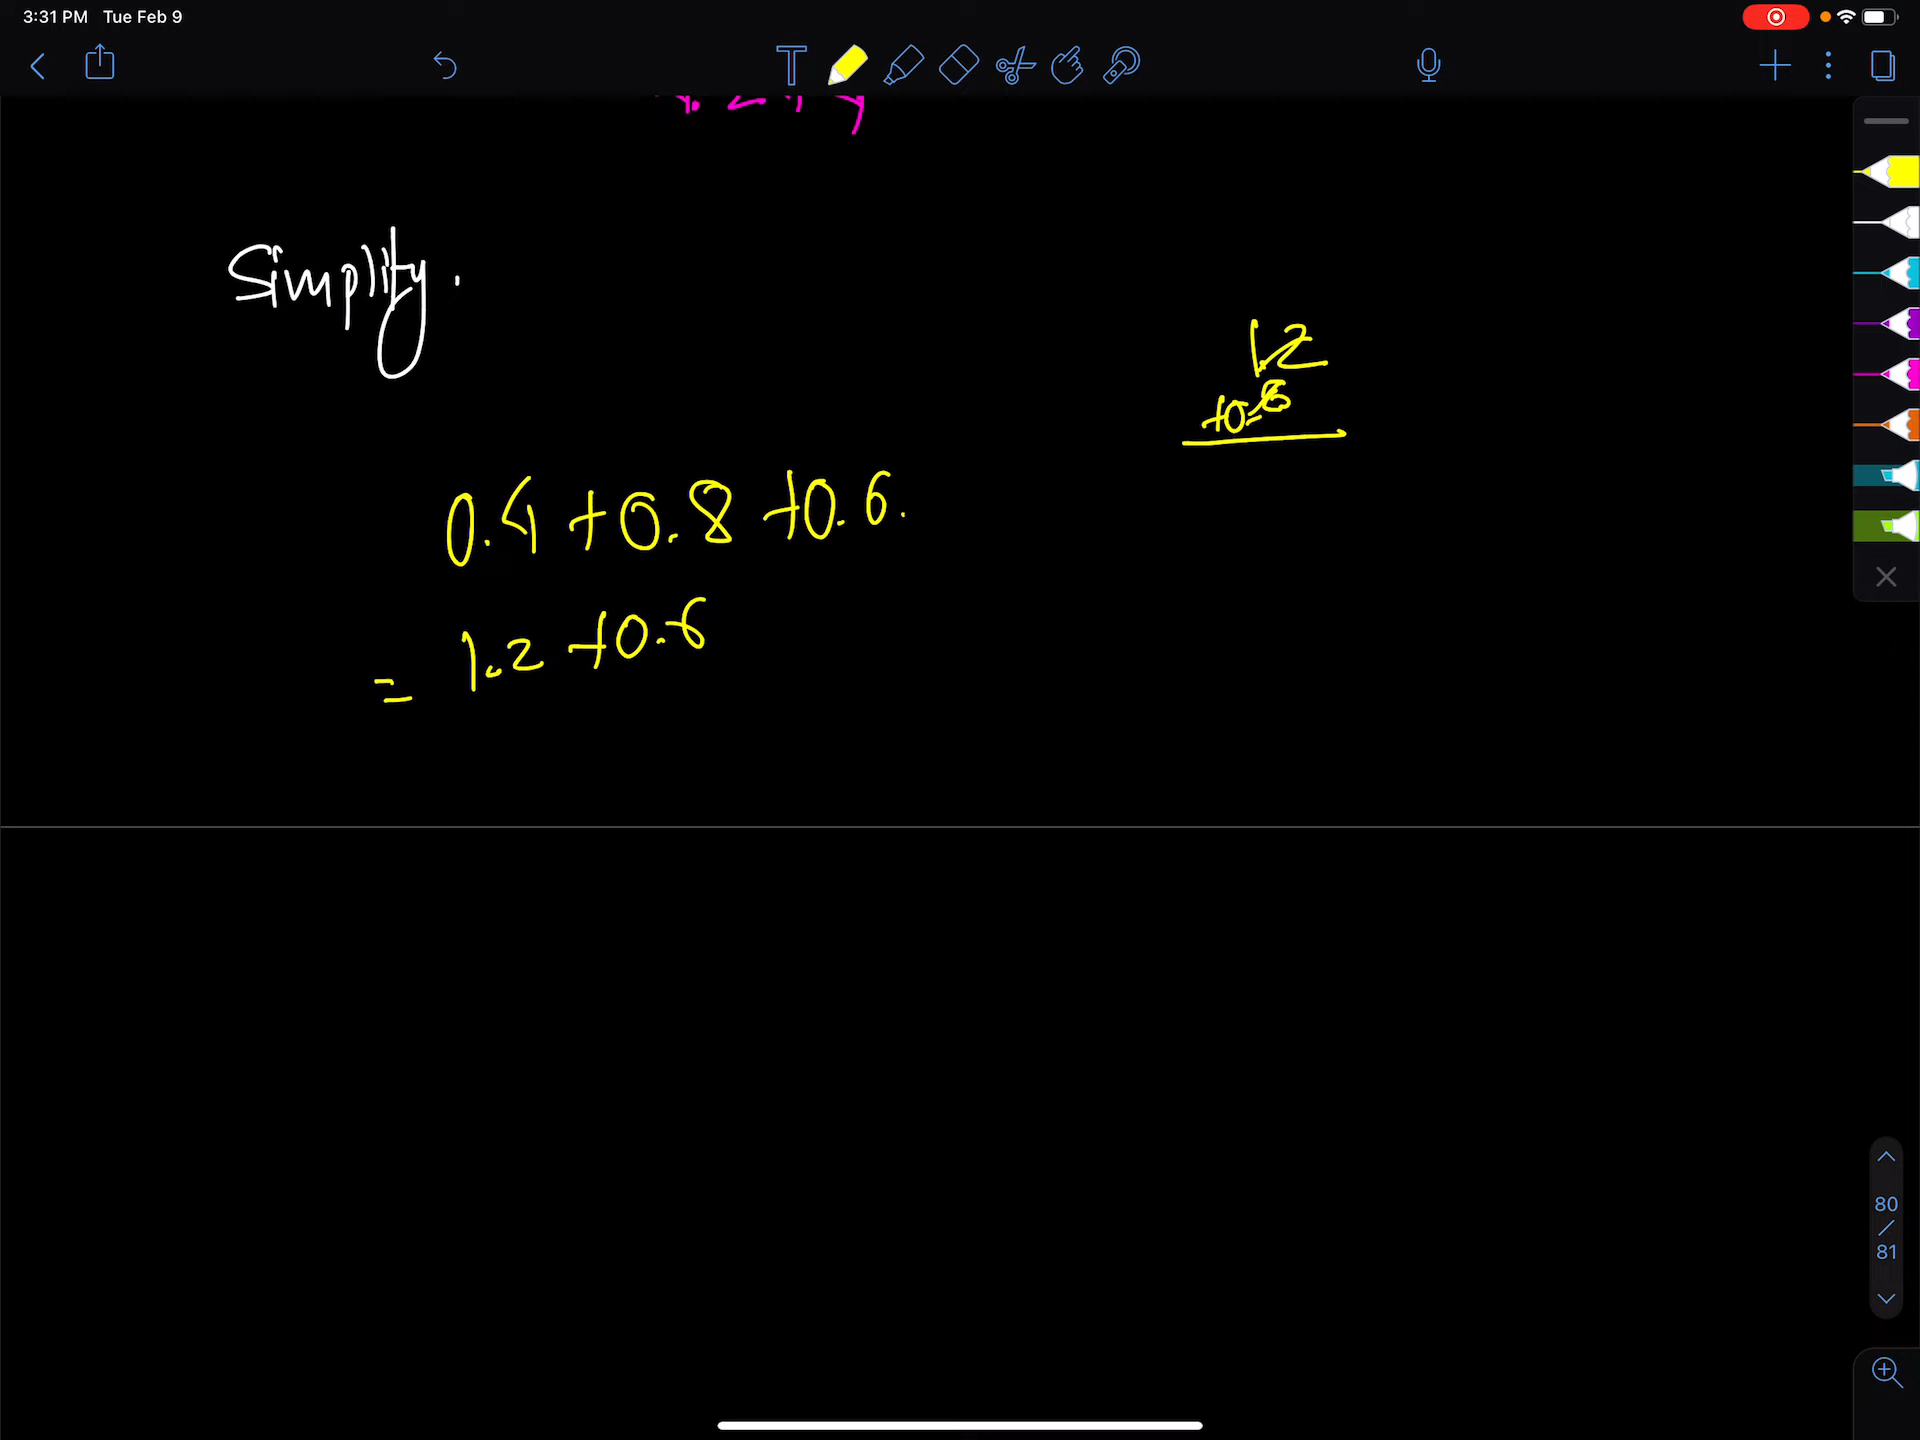 3:31 PM Tue Feb 9
Simplify.
1.2
+0.6
0.4 + 0.8 + 0.6.
= 1.2 + 0.6
80
/
81